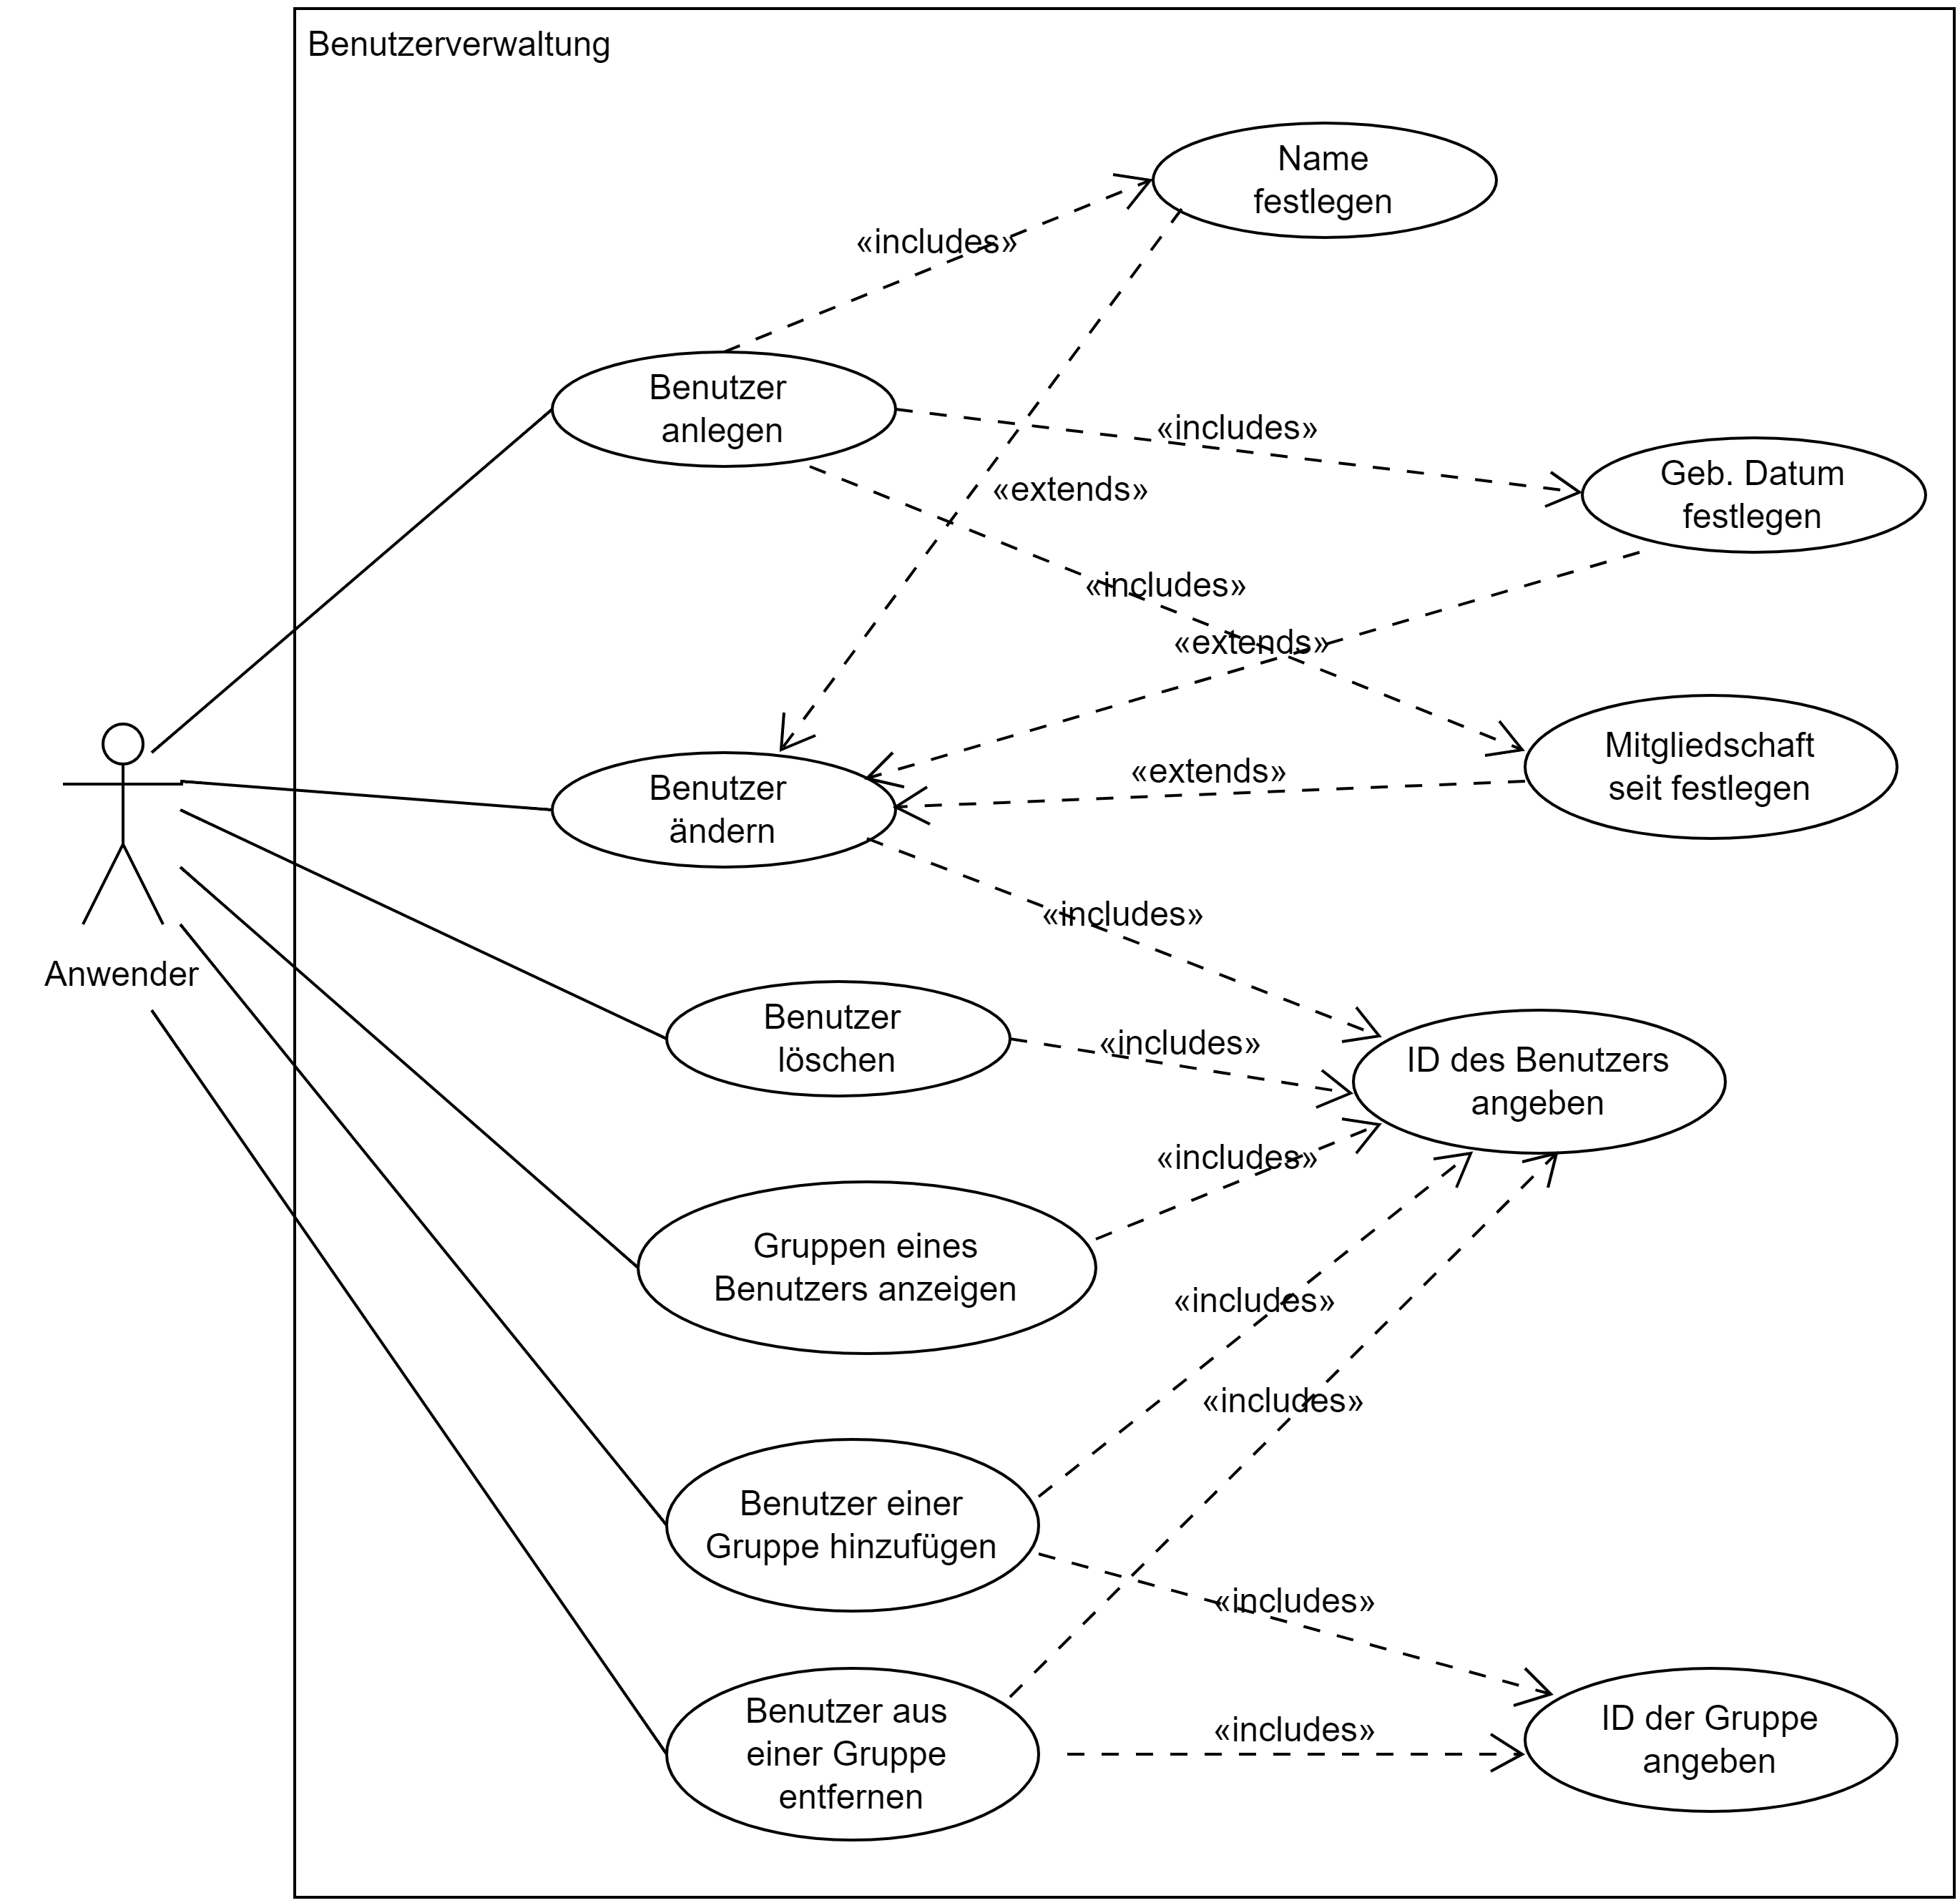 Benutzerverwaltung
Name
festlegen
«includes»
Benutzer
anlegen
«includes»
Geb. Datum
festlegen
«extends»
«includes»
«extends»
Mitgliedschaft
seit festlegen
«extends»
Benutzer
ändern
«includes»
Anwender
Benutzer
löschen
«includes»
ID des Benutzers
angeben
«includes»
Gruppen eines
Benutzers anzeigen
«includes»
«includes»
Benutzer einer
Gruppe hinzufügen
«includes»
Benutzer aus
einer Gruppe
entfernen
«includes»
ID der Gruppe
angeben